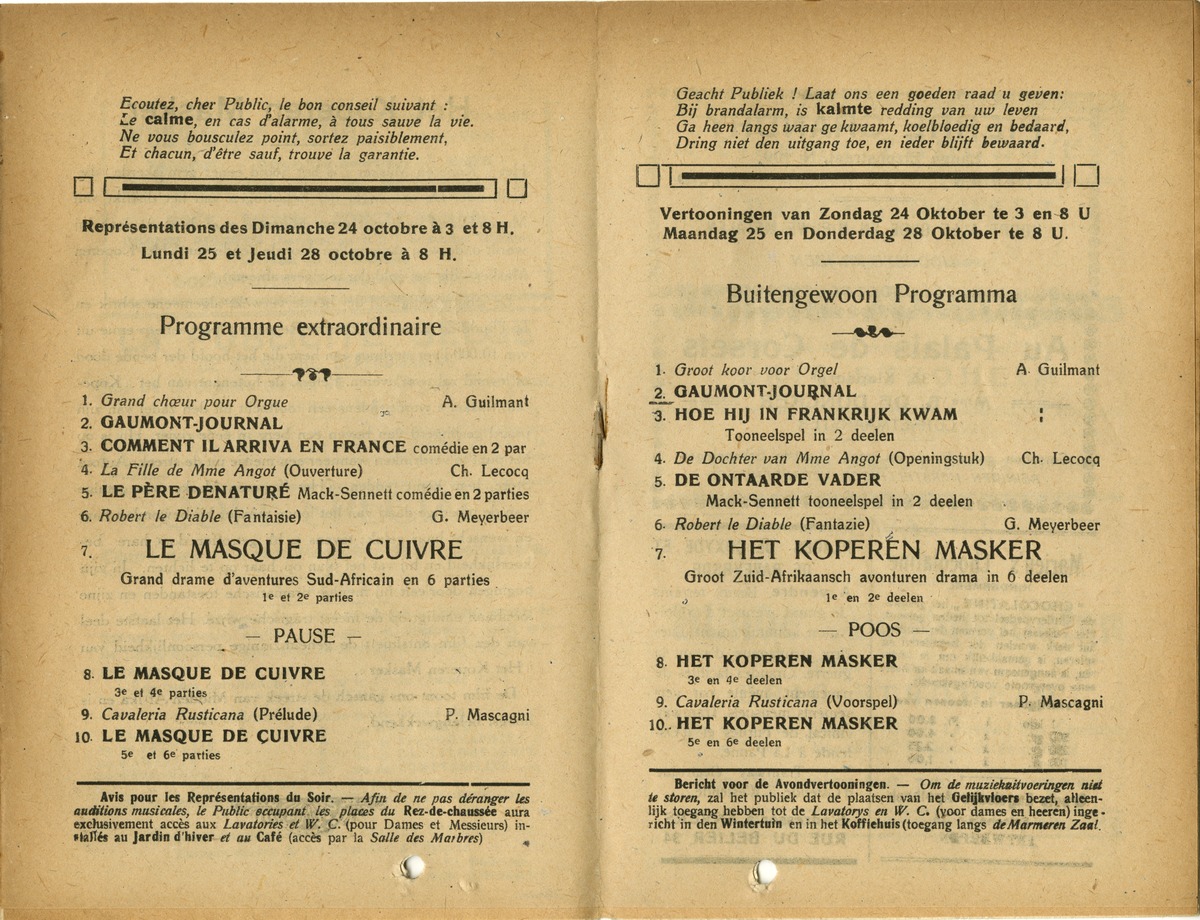 Ecoutez, cher Public, le bon conseil suivant :
Le calme, en cas d'alarme, à tous sauve la vie.
Ne vous bousculez point, sortez paisiblement,
Et chacun, d'être sauf, trouve la garantie.
Représentations des Dimanche 24 octobre à 3 et 8 H.
Lundi 25 et Jeudi 28 octobre à 8 H.
Programme extraordinaire
1. Grand chœur pour Orgue A. Guilmant
2. GAUMONT-JOURNAL
3. COMMENT IL ARRIVA EN FRANCE comédie en 2 par
4. La Fille de Mme Angot (Ouverture) Ch. Lecocq
5. LE PÈRE DENATURÉ Mack-Sennett comédie en 2 parties
6. Robert le Diable (Fantaisie) G. Meyerbeer
7. LE MASQUE DE CUIVRE
Grand drame d'aventures Sud-Africain en 6 parties
1e et 2e parties
— PAUSE —
8. LE MASQUE DE CUIVRE
3e et 4e parties
9. Cavaleria Rusticana (Prélude) P. Mascagni
10. LE MASQUE DE CUIVRE
5e et 6e parties
Avis pour les Représentations du Soir. — Afin de ne pas déranger les
auditions musicales, le Public occupant les places du Rez-de-chaussée aura
exclusivement accès aux Lavatories et W. C. (pour Dames et Messieurs) in-
stallés au Jardin d'hiver et au Café (accès par la Salle des Marbres)
Geacht Publiek ! Laat ons een goeden raad u geven:
Bij brandalarm, is kalmte redding van uw leven
Ga heen langs waar ge kwaamt, koelbloedig en bedaard,
Dring niet den uitgang toe, en ieder blijft bewaard.
Vertooningen van Zondag 24 Oktober te 3 en 8 U
Maandag 25 en Donderdag 28 Oktober te 8 U.
Buitengewoon Programma
1. Groot koor voor Orgel A. Guilmant
2. GAUMONT-JOURNAL
3. HOE HIJ IN FRANKRIJK KWAM
Tooneelspel in 2 deelen
4. De Dochter van Mme Angot (Openingstuk) Ch. Lecocq
5. DE ONTAARDE VADER
Mack-Sennett tooneelspel in 2 deelen
6. Robert le Diable (Fantazie) G. Meyerbeer
7. HET KOPEREN MASKER
Groot Zuid-Afrikaansch avonturen drama in 6 deelen
1e en 2e deelen
— POOS —
8. HET KOPEREN MASKER
3e en 4e deelen
9. Cavaleria Rusticana (Voorspel) P. Mascagni
10.. HET KOPEREN MASKER
5e en 6e deelen
Bericht voor de Avondvertooningen. — Om de muziekuitvoeringen niet
te storen, zal het publiek dat de plaatsen van het Gelijkvloers bezet, alleen-
lijk toegang hebben tot de Lavatorys en W. C. (voor dames en heeren) inge-
richt in den Wintertuin en in het Koffiehuis (toegang langs de Marmeren Zaal.